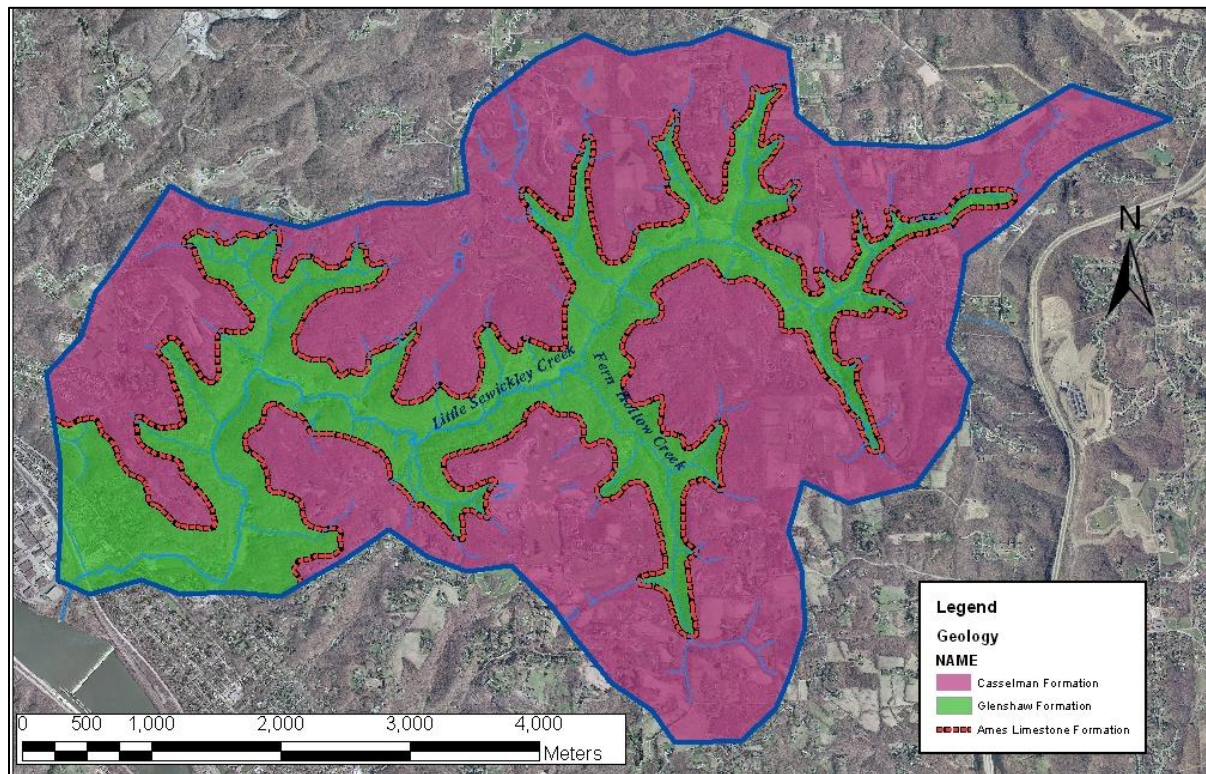 N
Little Sewickley Creek
Fern Hollow Creek
Legend
Geology
NAME
Casselman Formation
Glenshaw Formation
Ames Limestone Formation
0 500 1,000 2,000 3,000 4,000
Meters